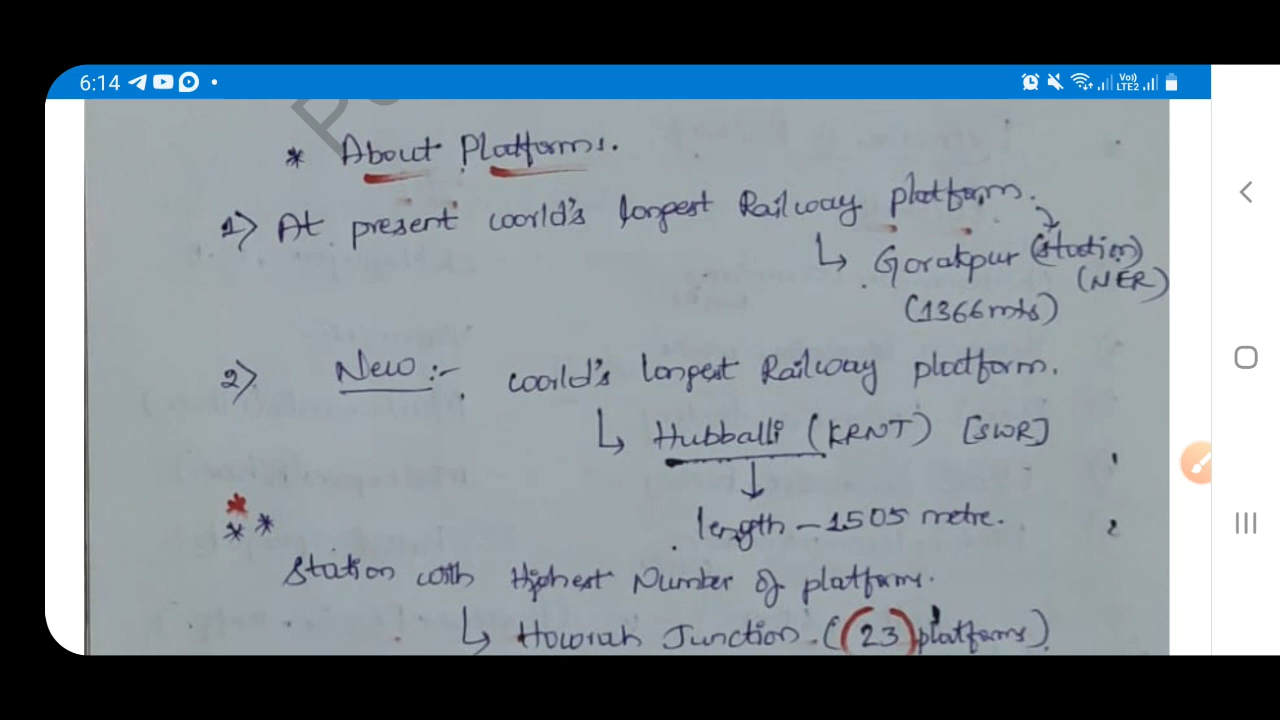 6:14
Vo))
LTE2
* About Platforms.
1) At present world's longest Railway platform.
↳ Gorakpur (station)
(NER)
(1366 mts)
2) New :- world's longest Railway platform.
↳ Hubballi (KRNT) [SWR]
↓
length - 1505 metre.
***
Station with Highest Number of platforms.
↳ Howrah Junction. (23 platforms)